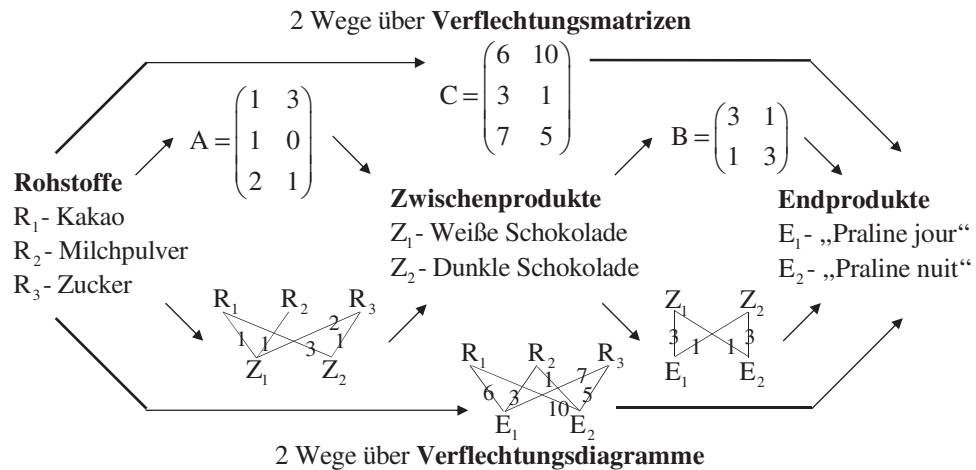 2 Wege über Verflechtungsmatrizen
A = ( 1 3
1 0
2 1 )
C = ( 6 10
3 1
7 5 )
B = ( 3 1
1 3 )
Rohstoffe
R₁- Kakao
R₂- Milchpulver
R₃- Zucker
Zwischenprodukte
Z₁- Weiße Schokolade
Z₂- Dunkle Schokolade
Endprodukte
E₁- „Praline jour“
E₂- „Praline nuit“
R₁ R₂ R₃
1 1 3 2 1
Z₁ Z₂
R₁ R₂ R₃
6 3 1 10 7 5
E₁ E₂
Z₁ Z₂
3 1 1 3
E₁ E₂
2 Wege über Verflechtungsdiagramme